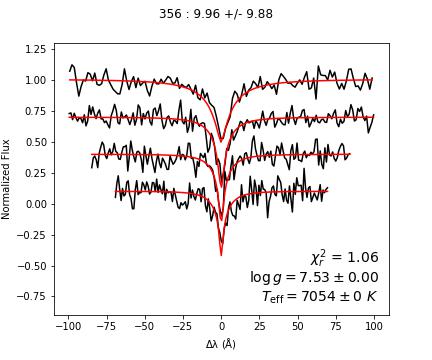 356 : 9.96 +/- 9.88
1.25
1.00
0.75
0.50
0.25
0.00
−0.25
−0.50
−0.75
Normalized Flux
χ²ᵣ = 1.06
log g = 7.53 ± 0.00
T_eff = 7054 ± 0 K
−100 −75 −50 −25 0 25 50 75 100
Δλ (Å)